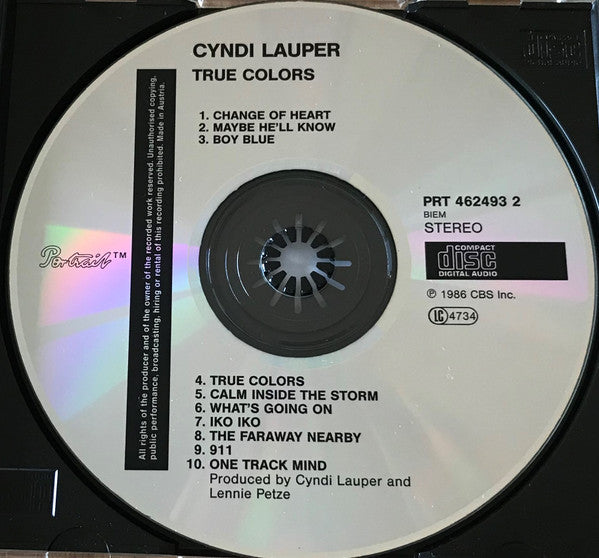 CYNDI LAUPER
TRUE COLORS
1. CHANGE OF HEART
2. MAYBE HE'LL KNOW
3. BOY BLUE
PRT 462493 2
BIEM
STEREO
COMPACT
disc
DIGITAL AUDIO
℗ 1986 CBS Inc.
LC 4734
Portrait™
All rights of the producer and of the owner of the recorded work reserved. Unauthorised copying,
public performance, broadcasting, hiring or rental of this recording prohibited. Made in Austria.
4. TRUE COLORS
5. CALM INSIDE THE STORM
6. WHAT'S GOING ON
7. IKO IKO
8. THE FARAWAY NEARBY
9. 911
10. ONE TRACK MIND
Produced by Cyndi Lauper and
Lennie Petze
COMPACT
disc